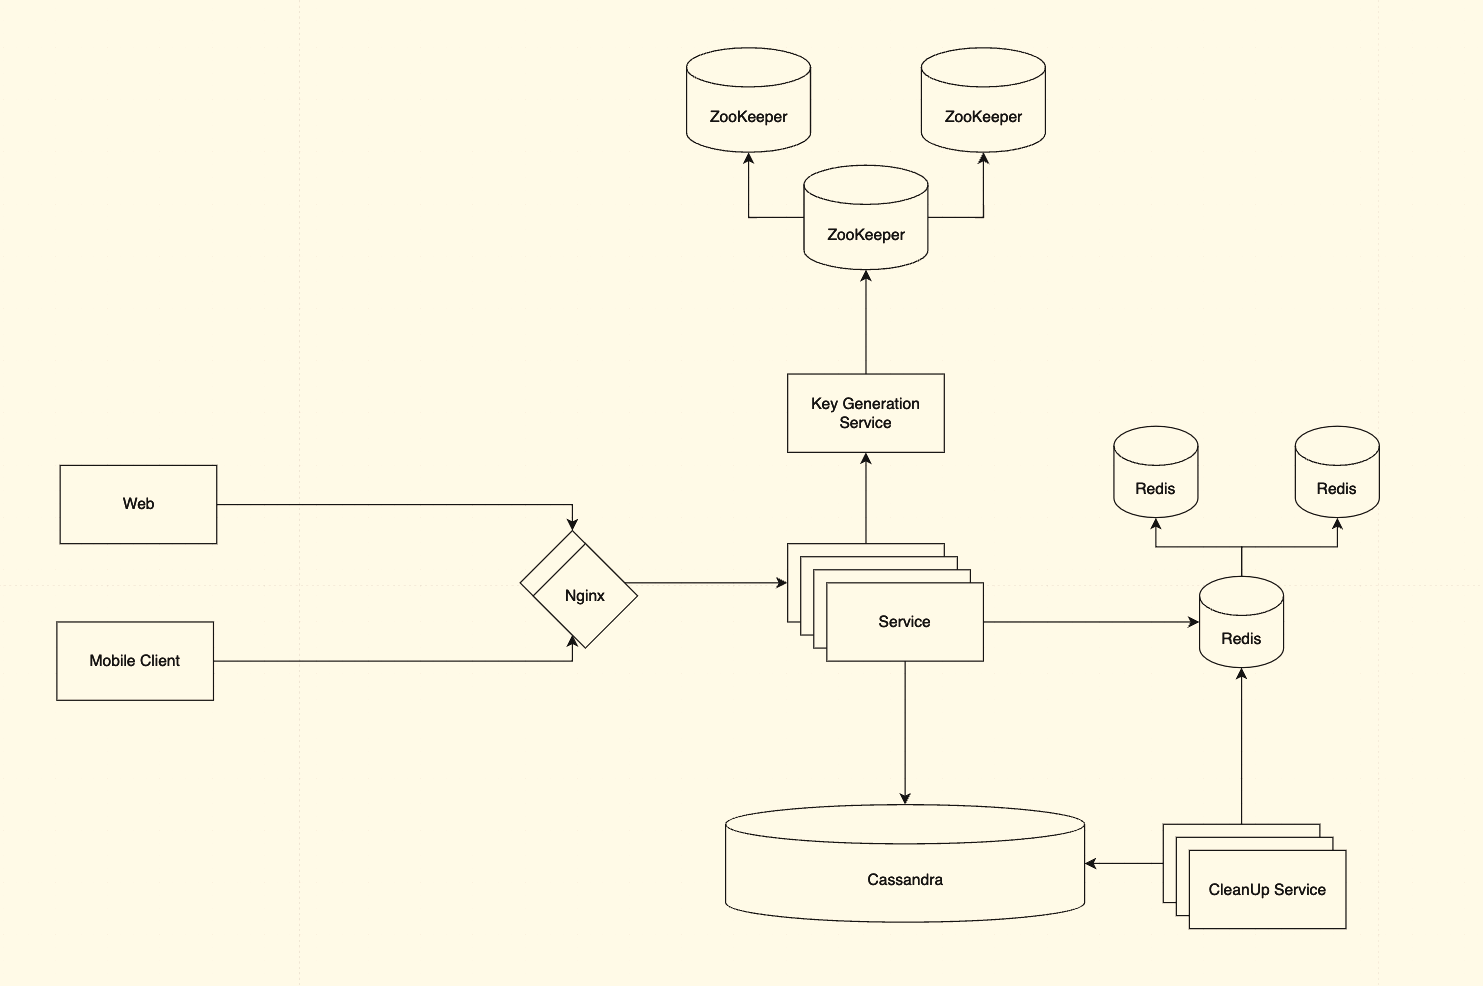 ZooKeeper
ZooKeeper
ZooKeeper
Key Generation
Service
Redis
Redis
Web
Nginx
Service
Redis
Mobile Client
Cassandra
CleanUp Service